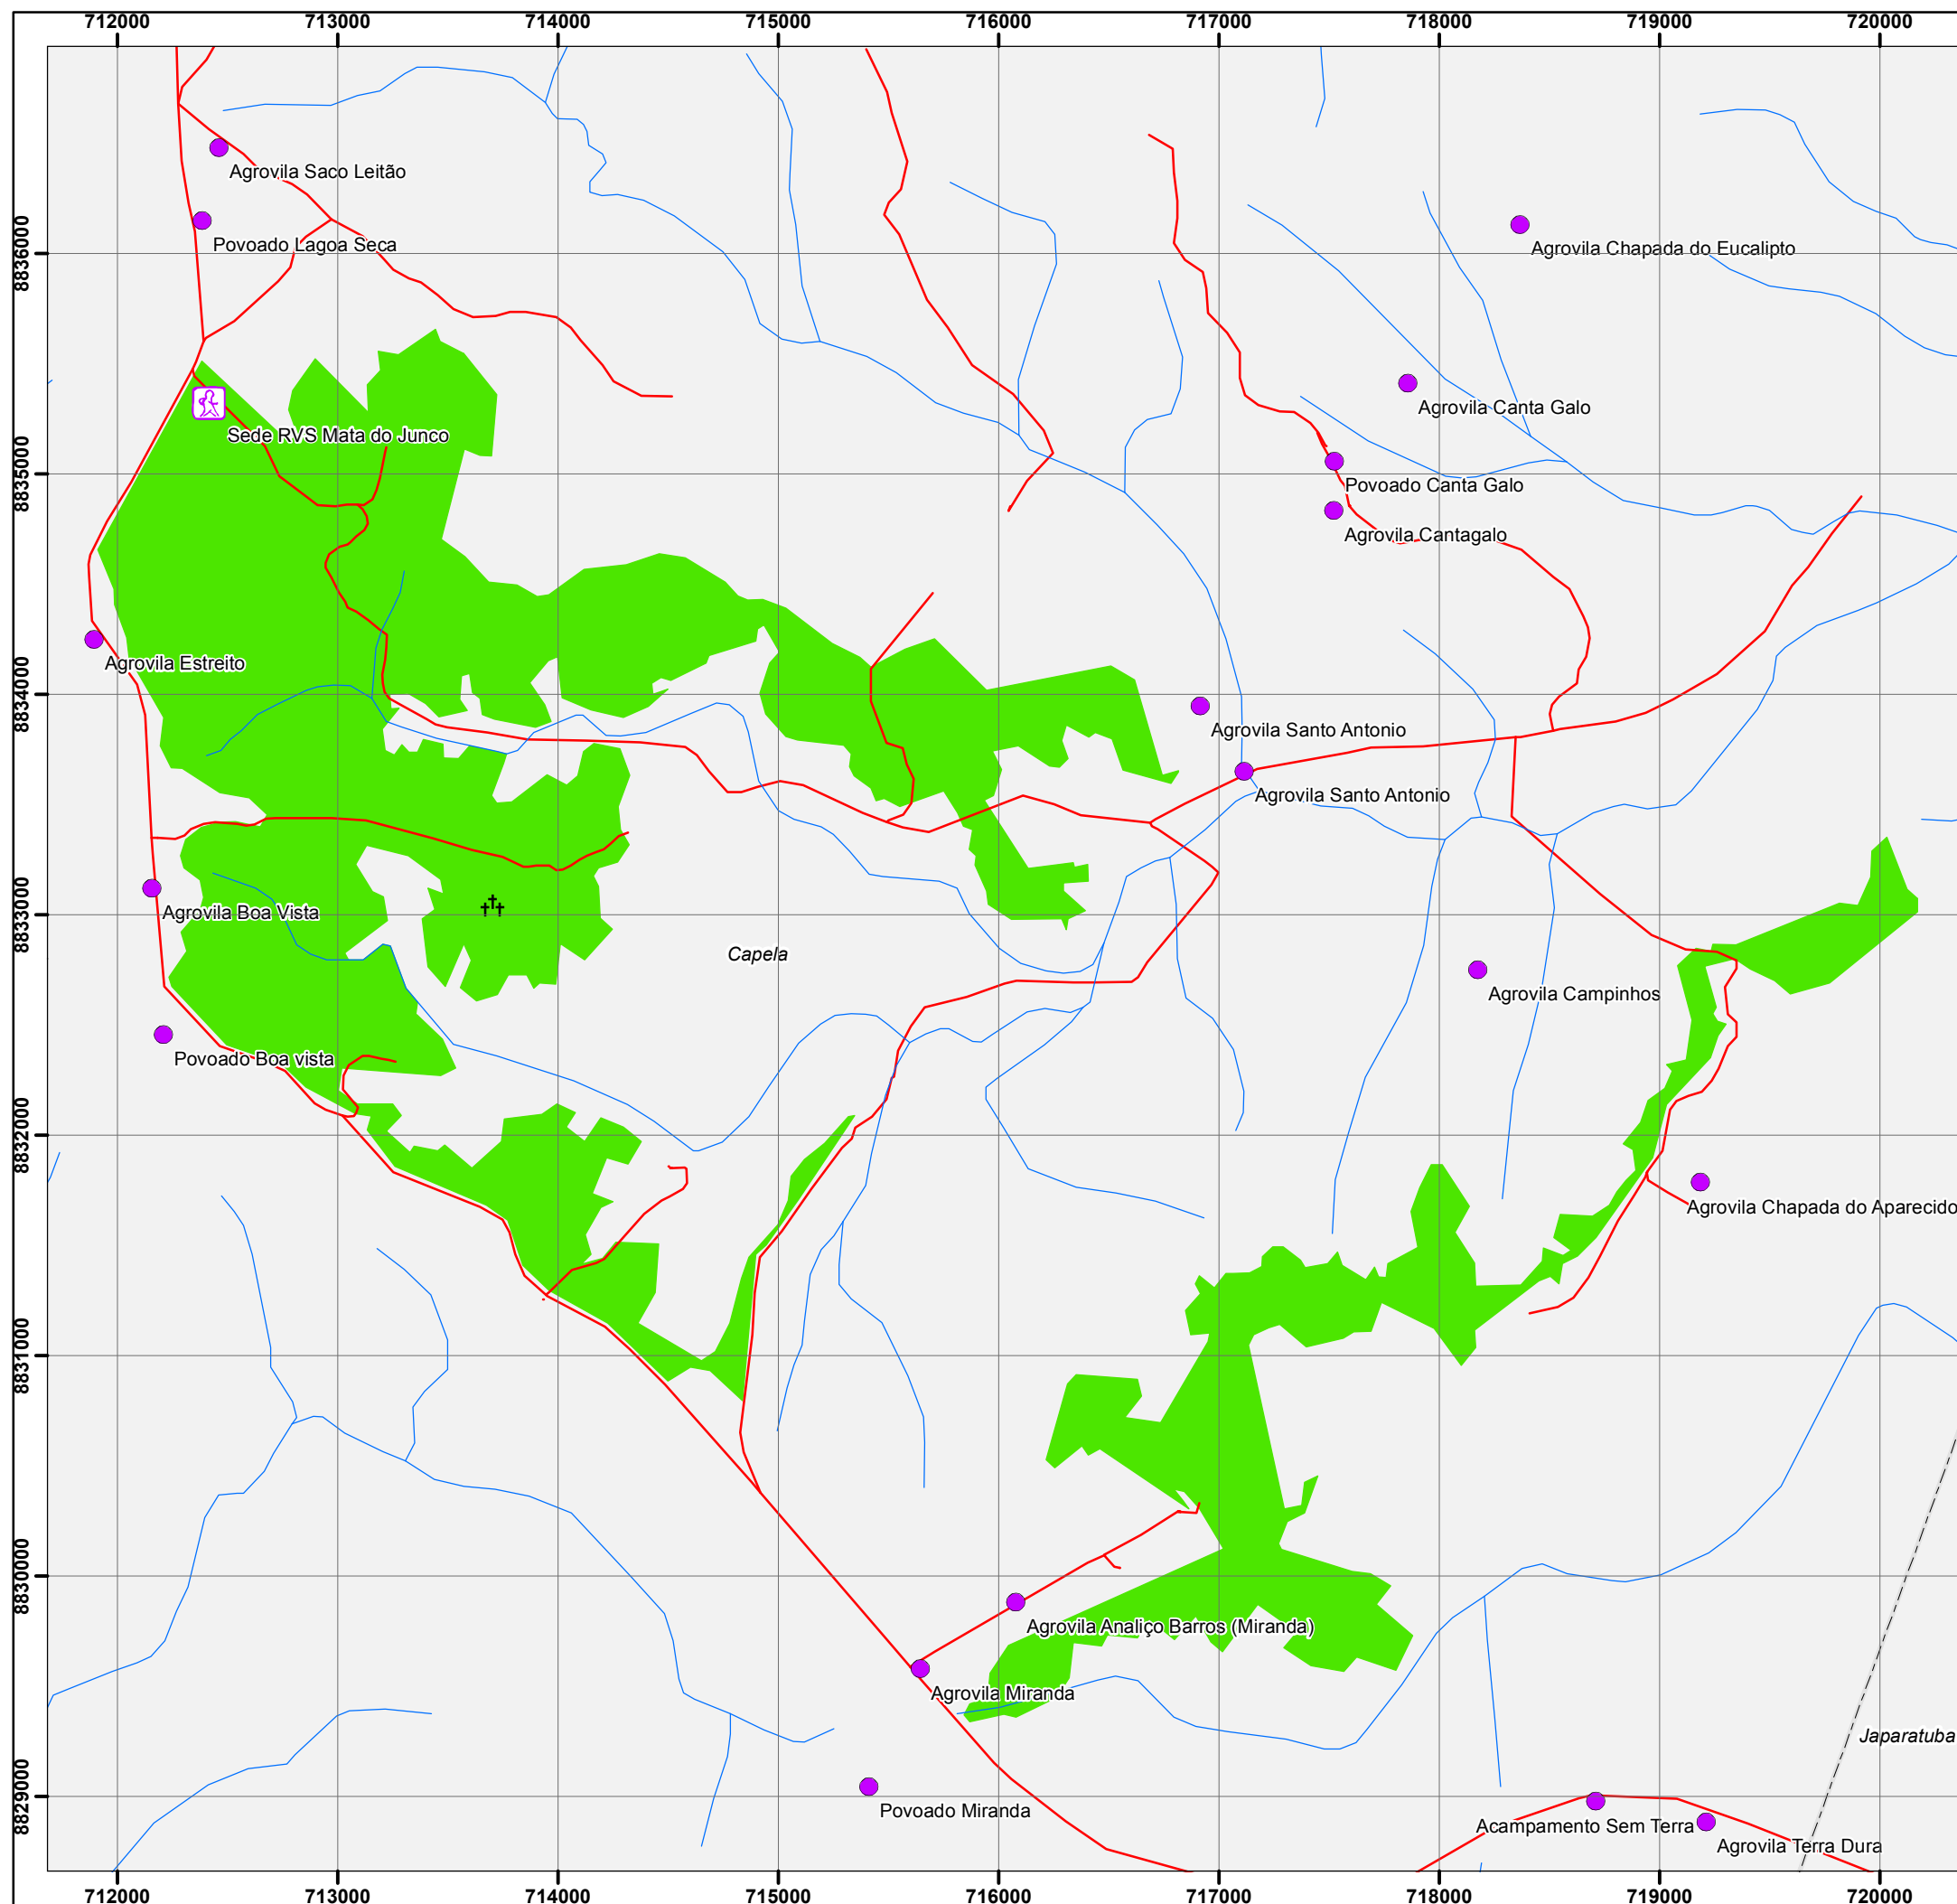 712000 713000 714000 715000 716000 717000 718000 719000 720000
Agrovila Saco Leitão
Povoado Lagoa Seca
Agrovila Chapada do Eucalipto
8836000
Agrovila Canta Galo
Sede RVS Mata do Junco
8835000
Povoado Canta Galo
Agrovila Cantagalo
Agrovila Estreito
8834000
Agrovila Santo Antonio
Agrovila Santo Antonio
Agrovila Boa Vista
8833000
Capela
Agrovila Campinhos
Povoado Boa vista
8832000
Agrovila Chapada do Aparecido
8831000
8830000
Agrovila Analiço Barros (Miranda)
Agrovila Miranda
Japaratuba
8829000
Povoado Miranda
Acampamento Sem Terra
Agrovila Terra Dura
712000 713000 714000 715000 716000 717000 718000 719000 720000